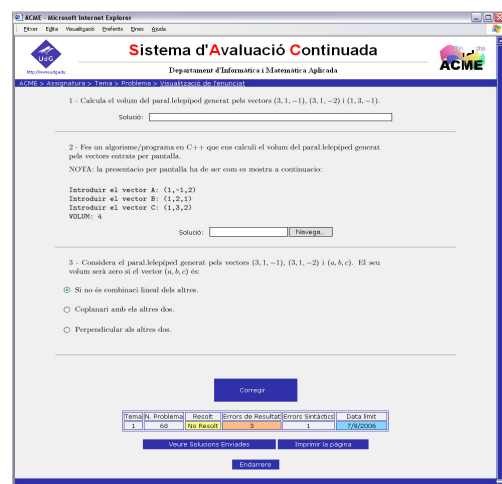 ACME - Microsoft Internet Explorer
Fitxer Edita Visualització Preferits Eines Ajuda
UdG
http://www.udg.edu
Sistema d'Avaluació Continuada
Departament d'Informàtica i Matemàtica Aplicada
ACME
ACME > Assignatura > Tema > Problema > Visualització de l'enunciat
1 - Calcula el volum del paral.lelepíped generat pels vectors (3, 1, −1), (3, 1, −2) i (1, 3, −1).
Solució:
2 - Fes un algorisme/programa en C++ que ens calculi el volum del paral.lelepíped generat
pels vectors entrats per pantalla.
NOTA: la presentacio per pantalla ha de ser com es mostra a continuacio:
Introduir el vector A: (1,-1,2)
Introduir el vector B: (1,2,1)
Introduir el vector C: (1,3,2)
VOLUM: 4
Solució: Navega...
3 - Considera el paral.lelepíped generat pels vectors (3, 1, −1), (3, 1, −2) i (a, b, c). El seu
volum serà zero si el vector (a, b, c) és:
Si no és combinaci lineal dels altres.
Coplanari amb els altres dos.
Perpendicular als altres dos.
Corregir
Tema N. Problema Resolt Errors de Resultat Errors Sintàctics Data límit
1 68 No Resolt 3 1 7/9/2006
Veure Solucions Enviades Imprimir la pàgina
Endarrere